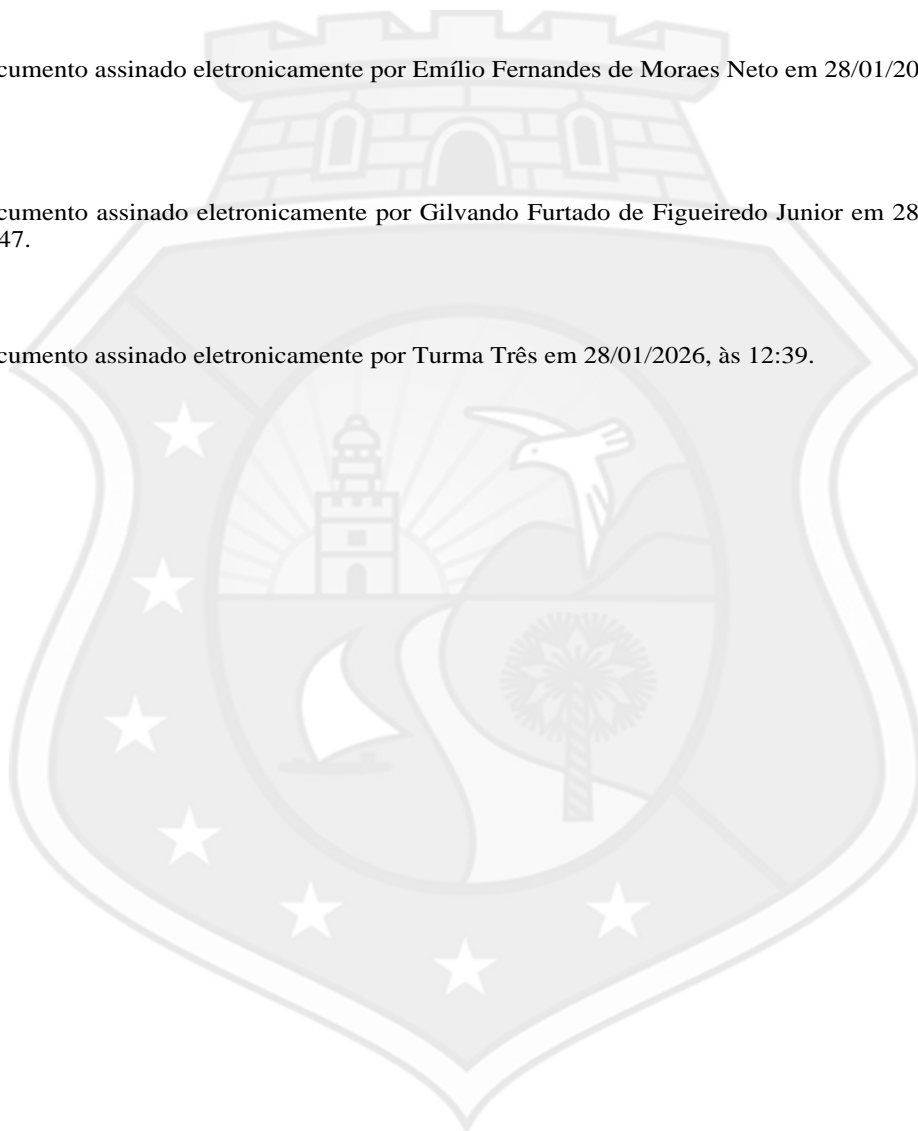 cumento assinado eletronicamente por Emílio Fernandes de Moraes Neto em 28/01/20
cumento assinado eletronicamente por Gilvando Furtado de Figueiredo Junior em 28
47.
cumento assinado eletronicamente por Turma Três em 28/01/2026, às 12:39.